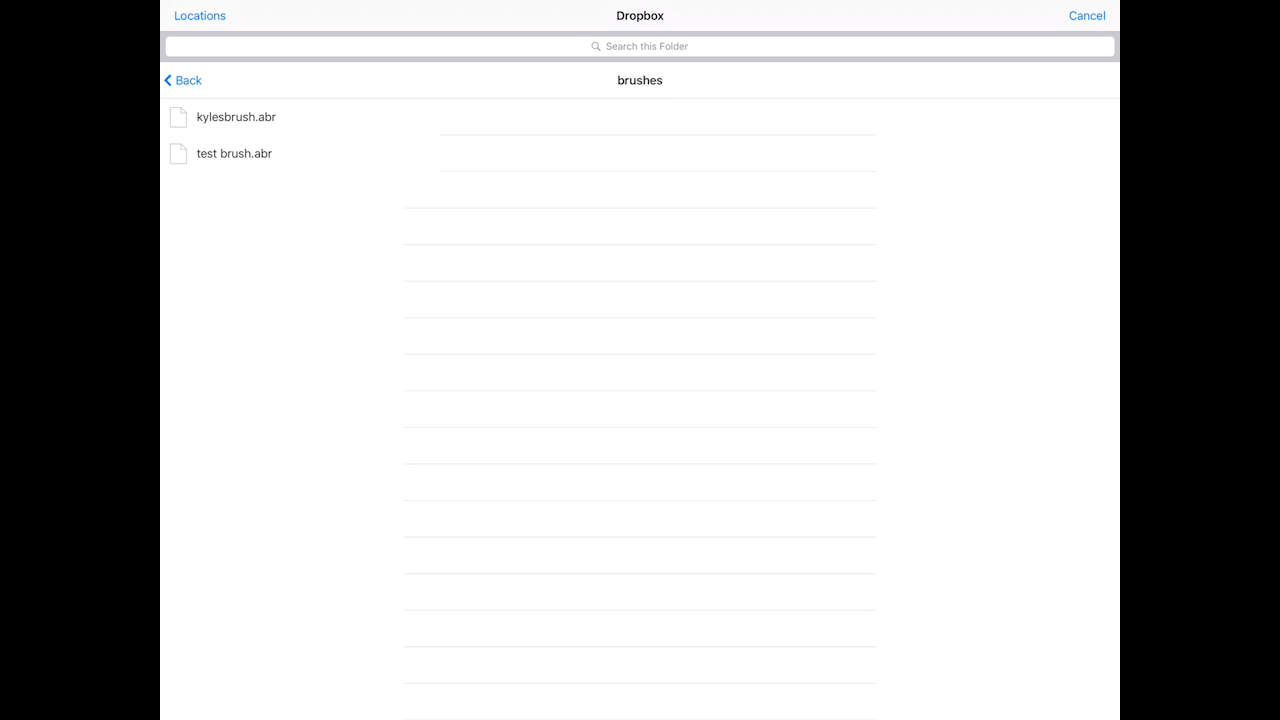 Locations Dropbox Cancel
Search this Folder
Back brushes
kylesbrush.abr
test brush.abr